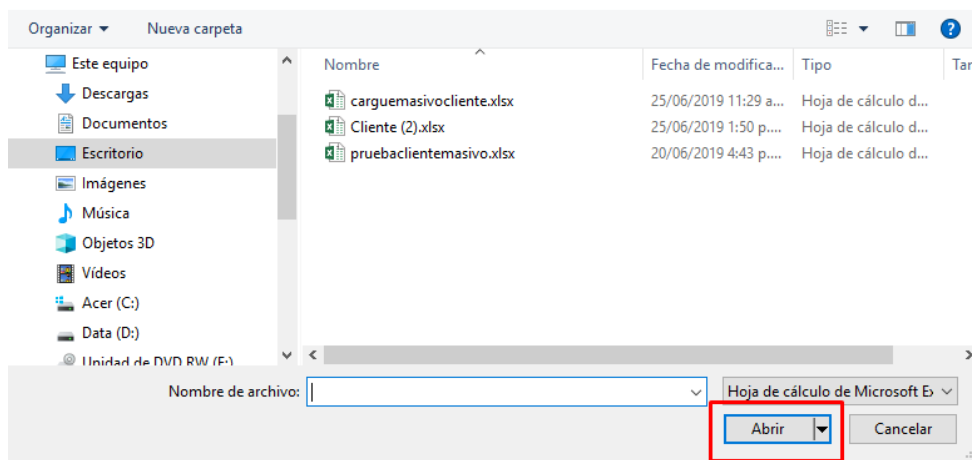 Organizar Nueva carpeta
Este equipo
Descargas
Documentos
Escritorio
Imágenes
Música
Objetos 3D
Vídeos
Acer (C:)
Data (D:)
Unidad de DVD RW (E:)
Nombre Fecha de modifica... Tipo Tar
carguemasivocliente.xlsx 25/06/2019 11:29 a... Hoja de cálculo d...
Cliente (2).xlsx 25/06/2019 1:50 p.... Hoja de cálculo d...
pruebaclientemasivo.xlsx 20/06/2019 4:43 p.... Hoja de cálculo d...
Nombre de archivo: Hoja de cálculo de Microsoft Ex
Abrir Cancelar